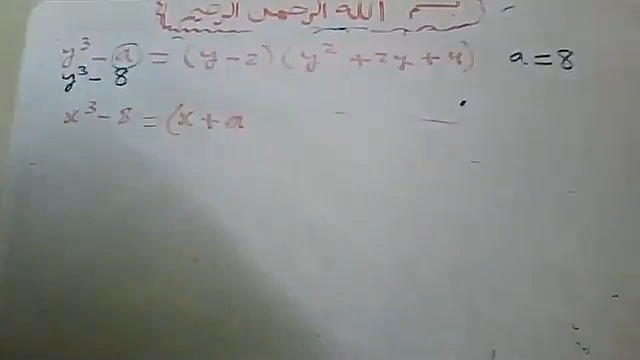 بسم الله الرحمن الرحيم
y³ - a = (y - 2) (y² + 2y + 4) a = 8
y³ - 8
x³ - 8 = (x + a